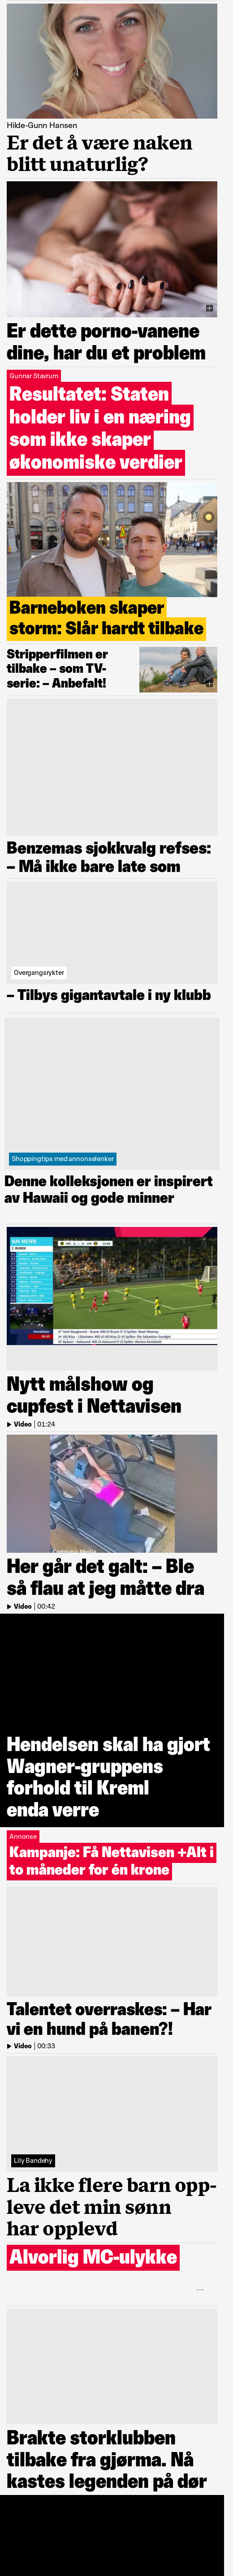 Hilde-Gunn Hansen
Er det å være naken
blitt unaturlig?
Er dette porno-vanene
dine, har du et problem
Gunnar Stavrum
Resultatet: Staten
holder liv i en næring
som ikke skaper
økonomiske verdier
Barneboken skaper
storm: Slår hardt tilbake
Stripperfilmen er
tilbake – som TV-
serie: – Anbefalt!
Benzemas sjokkvalg refses:
– Må ikke bare late som
Overgangsrykter
– Tilbys gigantavtale i ny klubb
Shoppingtips med annonselenker
Denne kolleksjonen er inspirert
av Hawaii og gode minner
NM MENN
Nytt målshow og
cupfest i Nettavisen
Video | 01:24
Compass Media
Her går det galt: – Ble
så flau at jeg måtte dra
Video | 00:42
Hendelsen skal ha gjort
Wagner-gruppens
forhold til Kreml
enda verre
Annonse
Kampanje: Få Nettavisen +Alt i
to måneder for én krone
Talentet overraskes: – Har
vi en hund på banen?!
Video | 00:33
Lily Bandehy
La ikke flere barn opp-
leve det min sønn
har opplevd
Alvorlig MC-ulykke
Brakte storklubben
tilbake fra gjørma. Nå
kastes legenden på dør